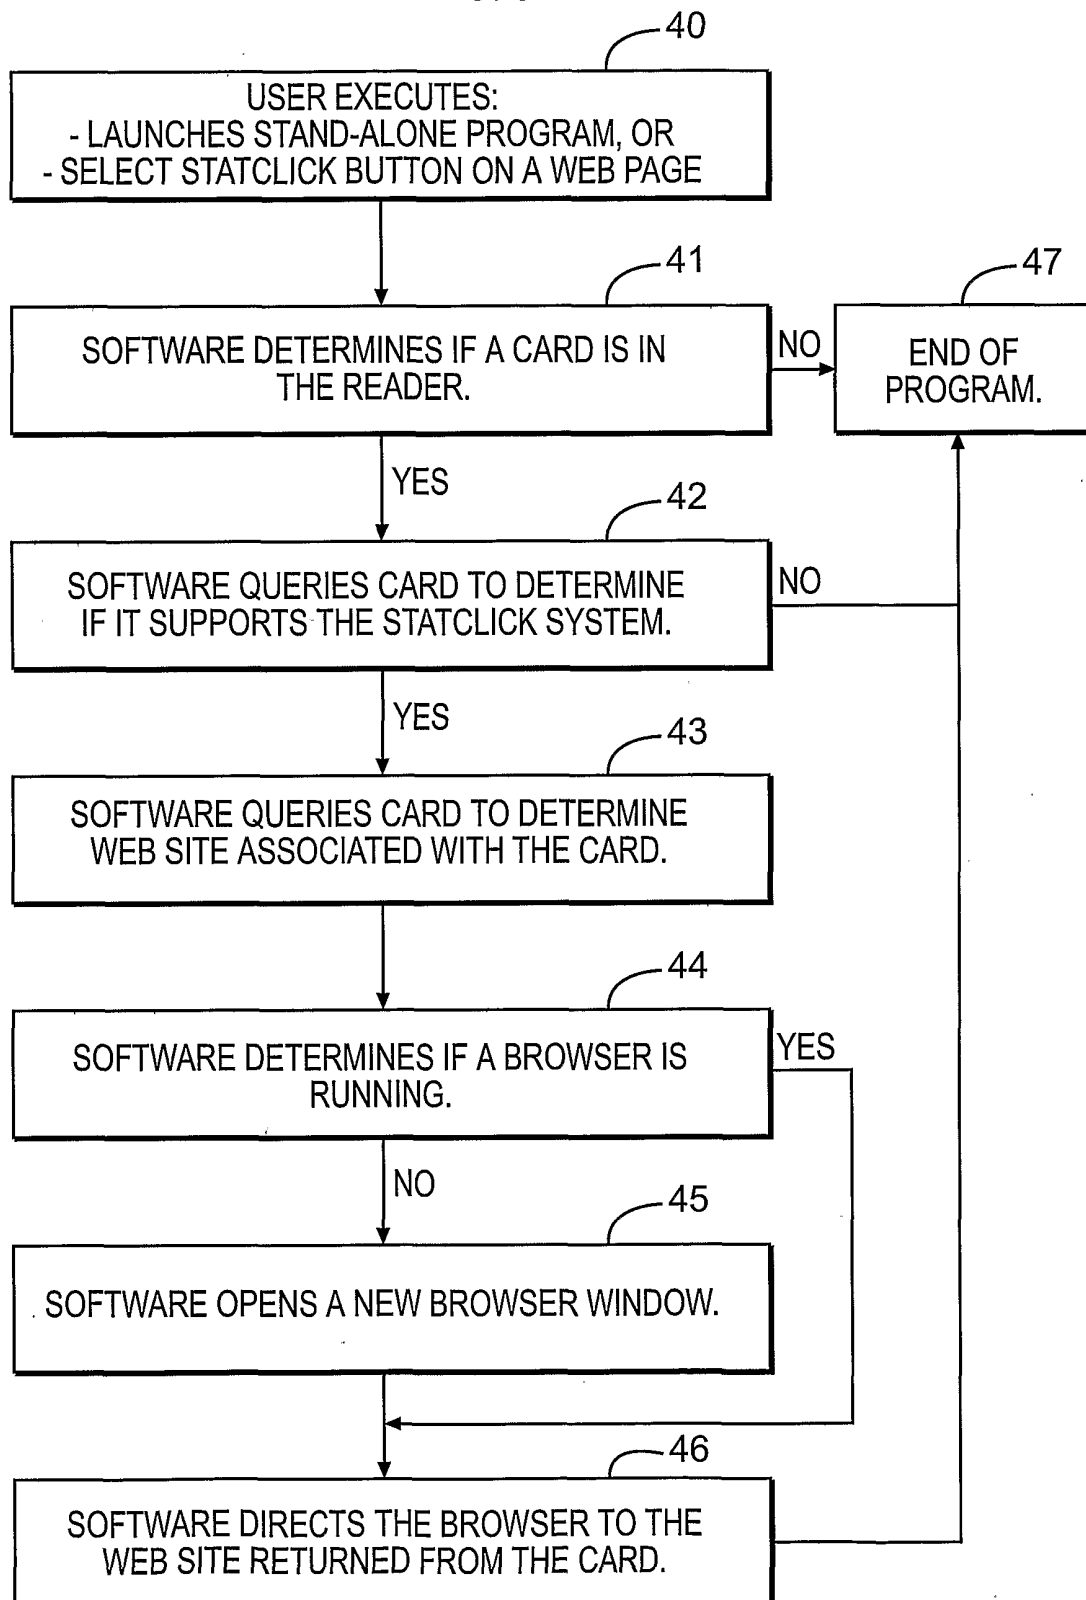 40
USER EXECUTES:
- LAUNCHES STAND-ALONE PROGRAM, OR
- SELECT STATCLICK BUTTON ON A WEB PAGE
41
47
SOFTWARE DETERMINES IF A CARD IS IN
THE READER.
NO
END OF
PROGRAM.
YES
42
SOFTWARE QUERIES CARD TO DETERMINE
IF IT SUPPORTS THE STATCLICK SYSTEM.
NO
YES
43
SOFTWARE QUERIES CARD TO DETERMINE
WEB SITE ASSOCIATED WITH THE CARD.
44
SOFTWARE DETERMINES IF A BROWSER IS
RUNNING.
YES
NO
45
SOFTWARE OPENS A NEW BROWSER WINDOW.
46
SOFTWARE DIRECTS THE BROWSER TO THE
WEB SITE RETURNED FROM THE CARD.